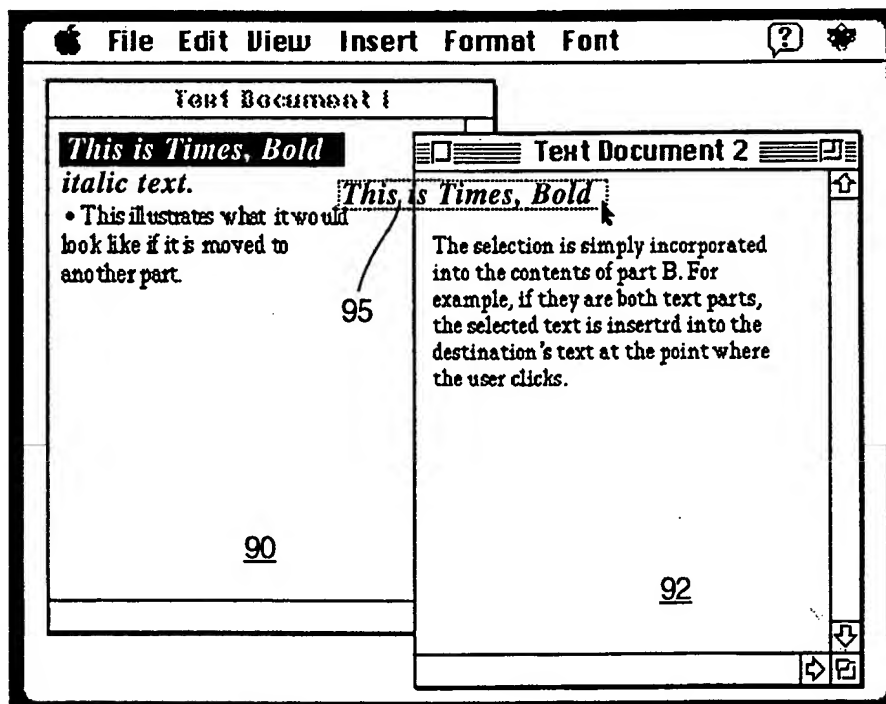 File Edit View Insert Format Font
Text Document 1
This is Times, Bold
italic text.
• This illustrates what it would
look like if it is moved to
another part.
90
Text Document 2
This is Times, Bold
95
The selection is simply incorporated
into the contents of part B. For
example, if they are both text parts,
the selected text is insertrd into the
destination's text at the point where
the user clicks.
92